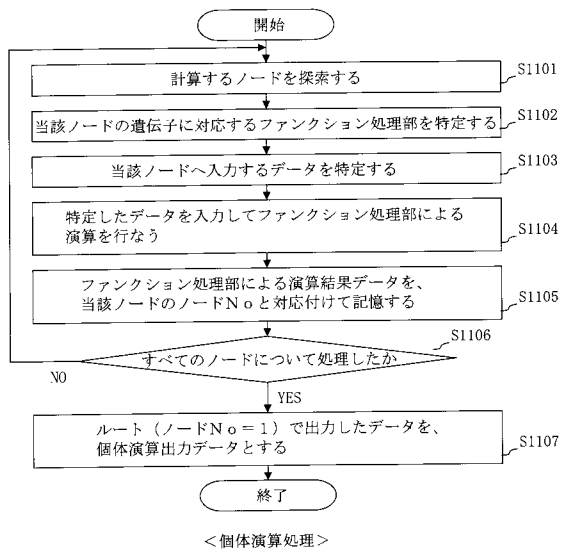 開始
計算するノードを探索する
S1101
当該ノードの遺伝子に対応するファンクション処理部を特定する
S1102
当該ノードへ入力するデータを特定する
S1103
特定したデータを入力してファンクション処理部による
演算を行なう
S1104
ファンクション処理部による演算結果データを、
当該ノードのノードNoと対応付けて記憶する
S1105
S1106
すべてのノードについて処理したか
NO
YES
ルート(ノードNo=1)で出力したデータを、
個体演算出力データとする
S1107
終了
<個体演算処理>